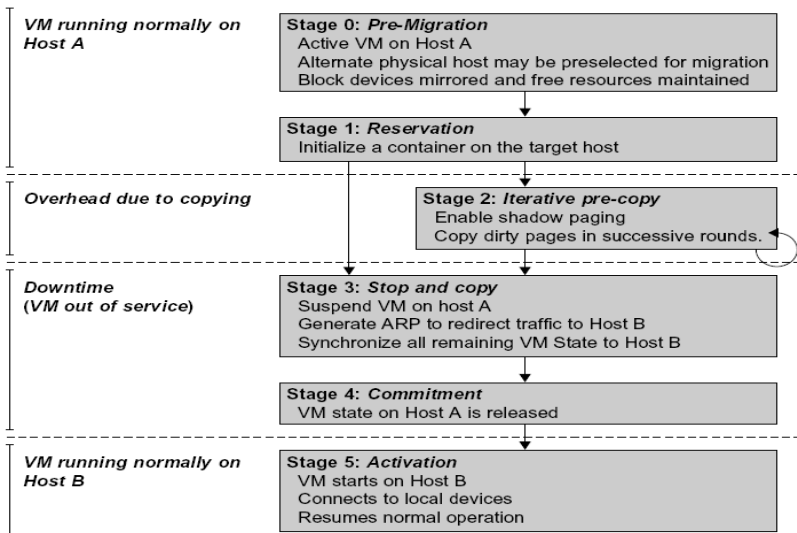 VM running normally on
Host A
Stage 0: Pre-Migration
Active VM on Host A
Alternate physical host may be preselected for migration
Block devices mirrored and free resources maintained
Stage 1: Reservation
Initialize a container on the target host
Overhead due to copying
Stage 2: Iterative pre-copy
Enable shadow paging
Copy dirty pages in successive rounds.
Downtime
(VM out of service)
Stage 3: Stop and copy
Suspend VM on host A
Generate ARP to redirect traffic to Host B
Synchronize all remaining VM State to Host B
Stage 4: Commitment
VM state on Host A is released
VM running normally on
Host B
Stage 5: Activation
VM starts on Host B
Connects to local devices
Resumes normal operation